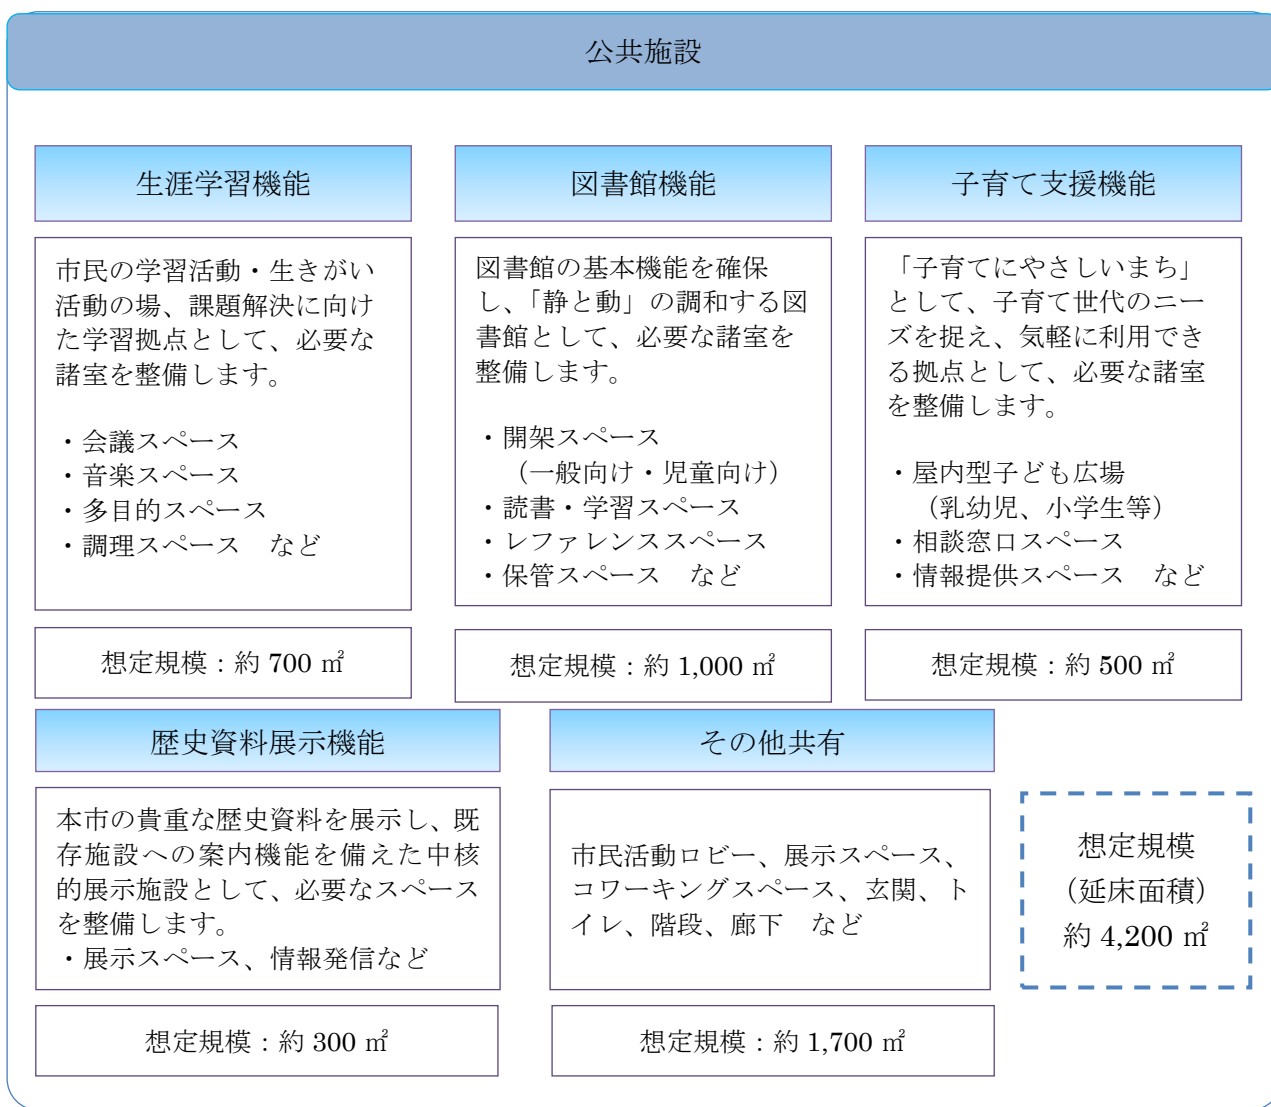 公共施設
生涯学習機能
市民の学習活動・生きがい
活動の場、課題解決に向け
た学習拠点として、必要な
諸室を整備します。
・会議スペース
・音楽スペース
・多目的スペース
・調理スペース　など
想定規模：約 700 ㎡
図書館機能
図書館の基本機能を確保
し、「静と動」の調和する図
書館として、必要な諸室を
整備します。
・開架スペース
（一般向け・児童向け）
・読書・学習スペース
・レファレンススペース
・保管スペース　など
想定規模：約 1,000 ㎡
子育て支援機能
「子育てにやさしいまち」
として、子育て世代のニー
ズを捉え、気軽に利用でき
る拠点として、必要な諸室
を整備します。
・屋内型子ども広場
（乳幼児、小学生等）
・相談窓口スペース
・情報提供スペース　など
想定規模：約 500 ㎡
歴史資料展示機能
本市の貴重な歴史資料を展示し、既
存施設への案内機能を備えた中核
的展示施設として、必要なスペース
を整備します。
・展示スペース、情報発信など
想定規模：約 300 ㎡
その他共有
市民活動ロビー、展示スペース、
コワーキングスペース、玄関、ト
イレ、階段、廊下　など
想定規模：約 1,700 ㎡
想定規模
（延床面積）
約 4,200 ㎡